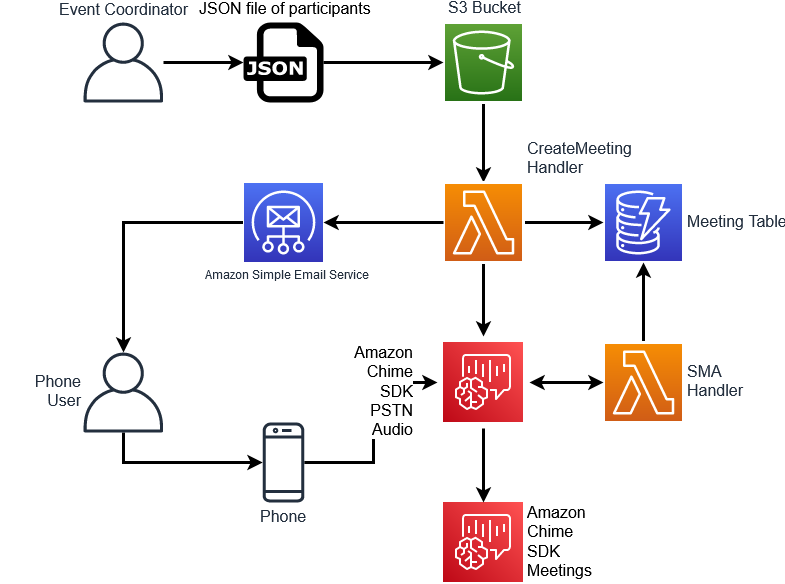 Event Coordinator
JSON file of participants
S3 Bucket
JSON
CreateMeeting
Handler
Meeting Table
Amazon Simple Email Service
Phone
User
Amazon
Chime
SDK
PSTN
Audio
SMA
Handler
Phone
Amazon
Chime
SDK
Meetings